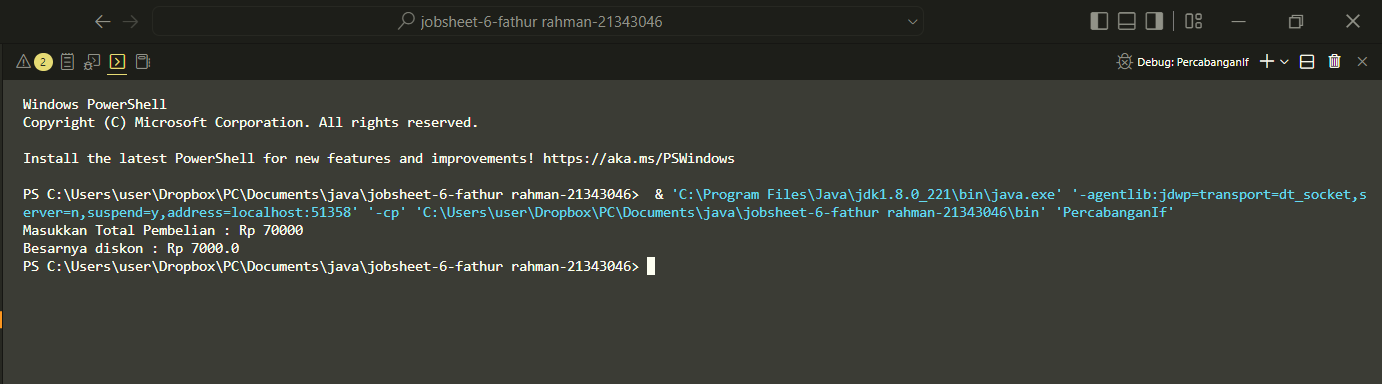 jobsheet-6-fathur rahman-21343046
2
Debug: PercabanganIf
Windows PowerShell
Copyright (C) Microsoft Corporation. All rights reserved.
Install the latest PowerShell for new features and improvements! https://aka.ms/PSWindows
PS C:\Users\user\Dropbox\PC\Documents\java\jobsheet-6-fathur rahman-21343046>  & 'C:\Program Files\Java\jdk1.8.0_221\bin\java.exe' '-agentlib:jdwp=transport=dt_socket,s
erver=n,suspend=y,address=localhost:51358' '-cp' 'C:\Users\user\Dropbox\PC\Documents\java\jobsheet-6-fathur rahman-21343046\bin' 'PercabanganIf'
Masukkan Total Pembelian : Rp 70000
Besarnya diskon : Rp 7000.0
PS C:\Users\user\Dropbox\PC\Documents\java\jobsheet-6-fathur rahman-21343046>